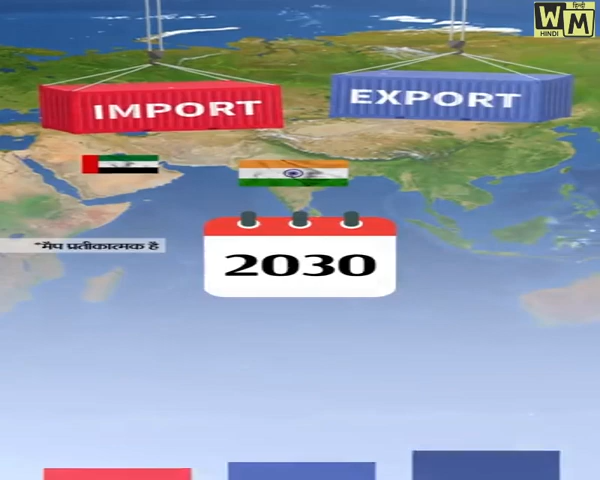 हिन्दी
WM
HINDI
IMPORT
EXPORT
*मैप प्रतीकात्मक है
2030